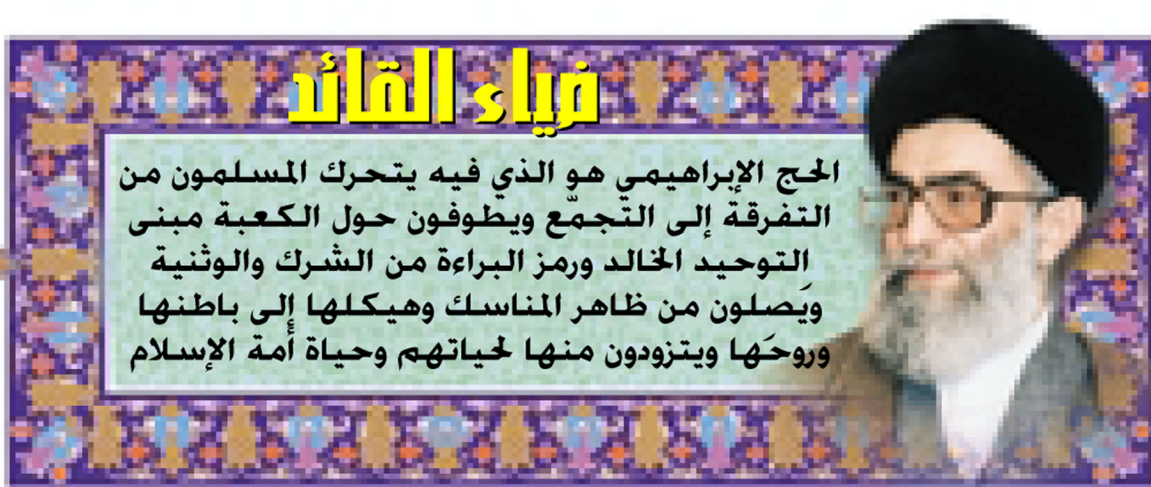 ضياء القائد
الحج الإبراهيمي هو الذي فيه يتحرك المسلمون من
التفرقة إلى التجمّع ويطوفون حول الكعبة مبنى
التوحيد الخالد ورمز البراءة من الشرك والوثنية
ويَصلون من ظاهر المناسك وهيكلها إلى باطنها
وروحَها ويتزودون منها لحياتهم وحياة أُمة الإسلام